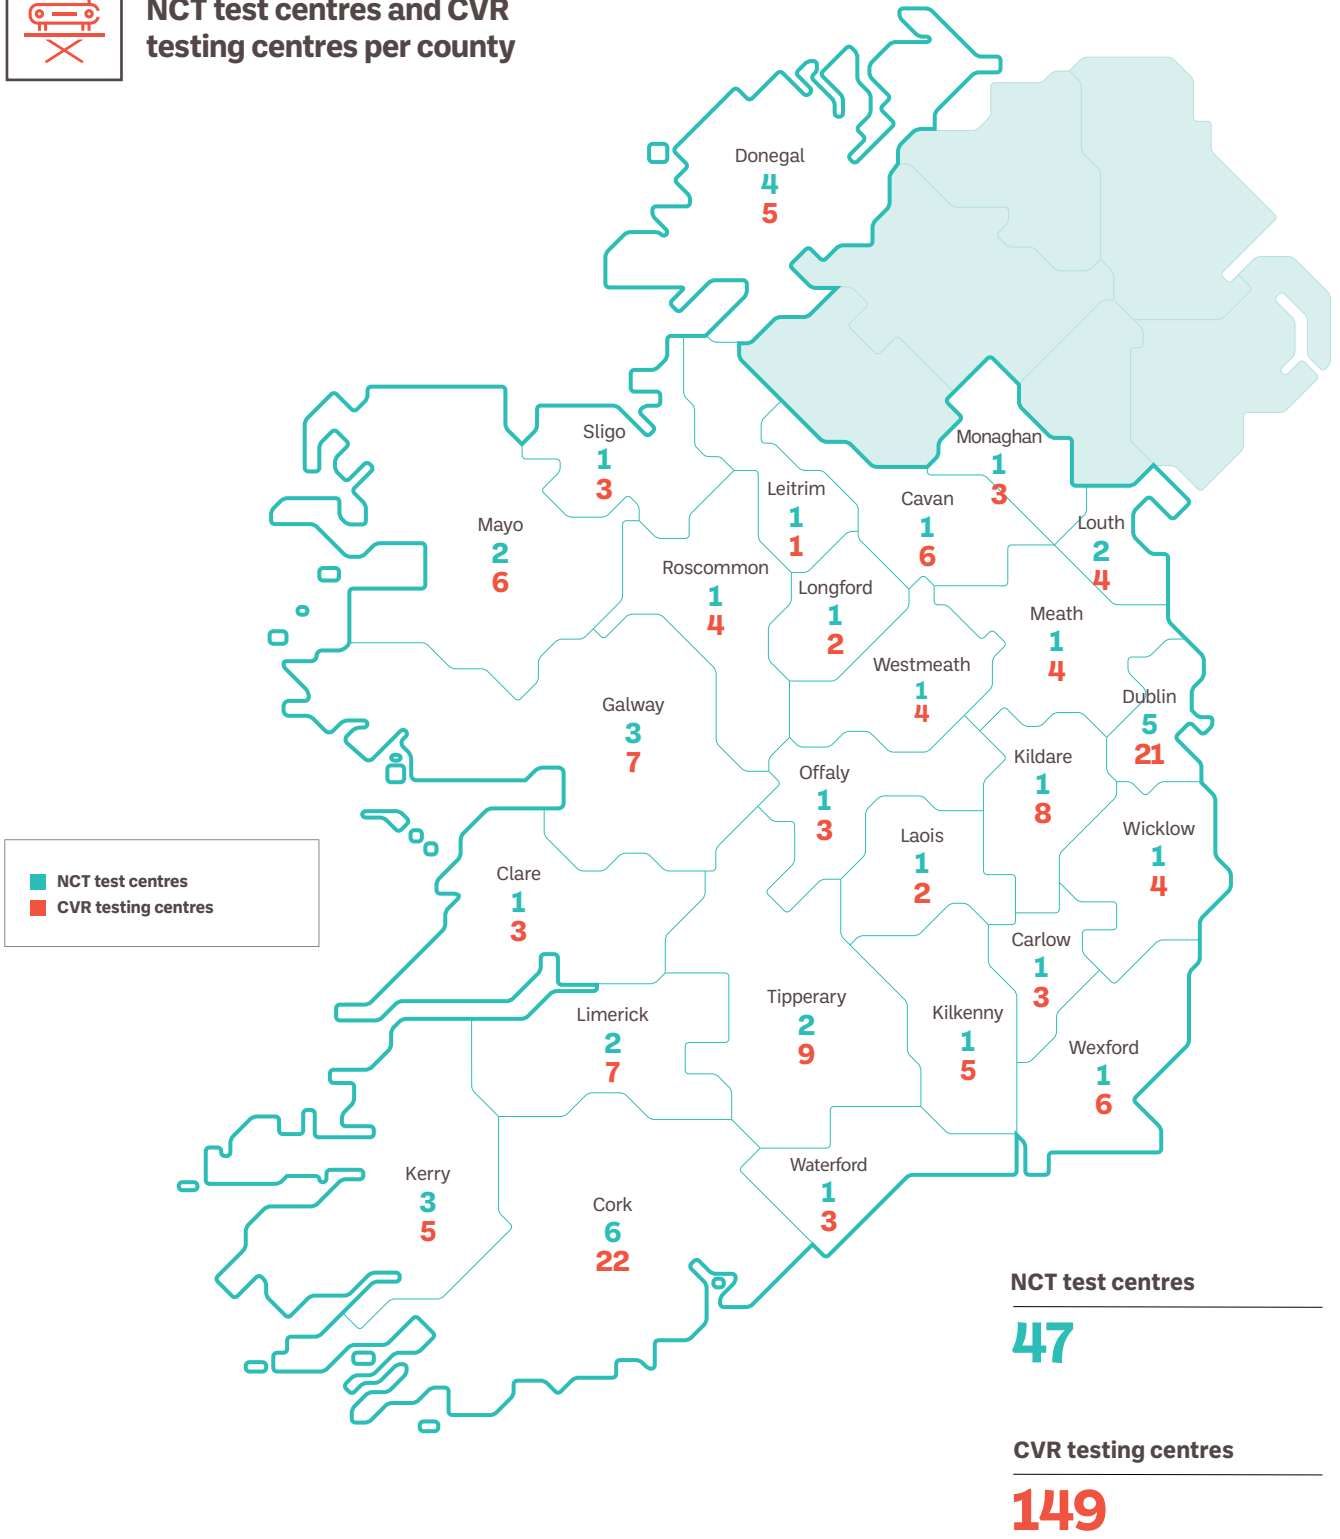 NCT test centres and CVR
testing centres per county
Donegal
4
5
Sligo
1
3
Monaghan
1
3
Leitrim
1
1
Cavan
1
6
Mayo
2
6
Louth
2
4
Roscommon
1
4
Longford
1
2
Meath
1
4
Westmeath
1
4
Galway
3
7
Dublin
5
21
Offaly
1
3
Kildare
1
8
Laois
1
2
Wicklow
1
4
NCT test centres
CVR testing centres
Clare
1
3
Carlow
1
3
Tipperary
2
9
Limerick
2
7
Kilkenny
1
5
Wexford
1
6
Waterford
1
3
Kerry
3
5
Cork
6
22
NCT test centres
47
CVR testing centres
149